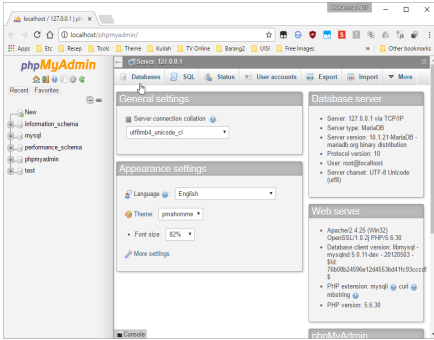 localhost / 127.0.0.1 | ph
localhost/phpmyadmin/
Apps
Etc
Resep
Tools
Theme
Kuliah
TV Online
Barang2
UISI
Free Images
Other bookmarks
phpMyAdmin
Recent Favorites
New
information_schema
mysql
performance_schema
phpmyadmin
test
Server: 127.0.0.1
Databases
SQL
Status
User accounts
Export
Import
More
General settings
Server connection collation
utf8mb4_unicode_ci
Appearance settings
Language
English
Theme:
pmahomme
Font size:
82%
More settings
Console
Database server
Server: 127.0.0.1 via TCP/IP
Server type: MariaDB
Server version: 10.1.21-MariaDB -
mariadb.org binary distribution
Protocol version: 10
User: root@localhost
Server charset: UTF-8 Unicode
(utf8)
Web server
Apache/2.4.25 (Win32)
OpenSSL/1.0.2j PHP/5.6.30
Database client version: libmysql -
mysqlnd 5.0.11-dev - 20120503 -
$Id:
$
PHP extension: mysqli curl
mbstring
PHP version: 5.6.30
phpMyAdmin